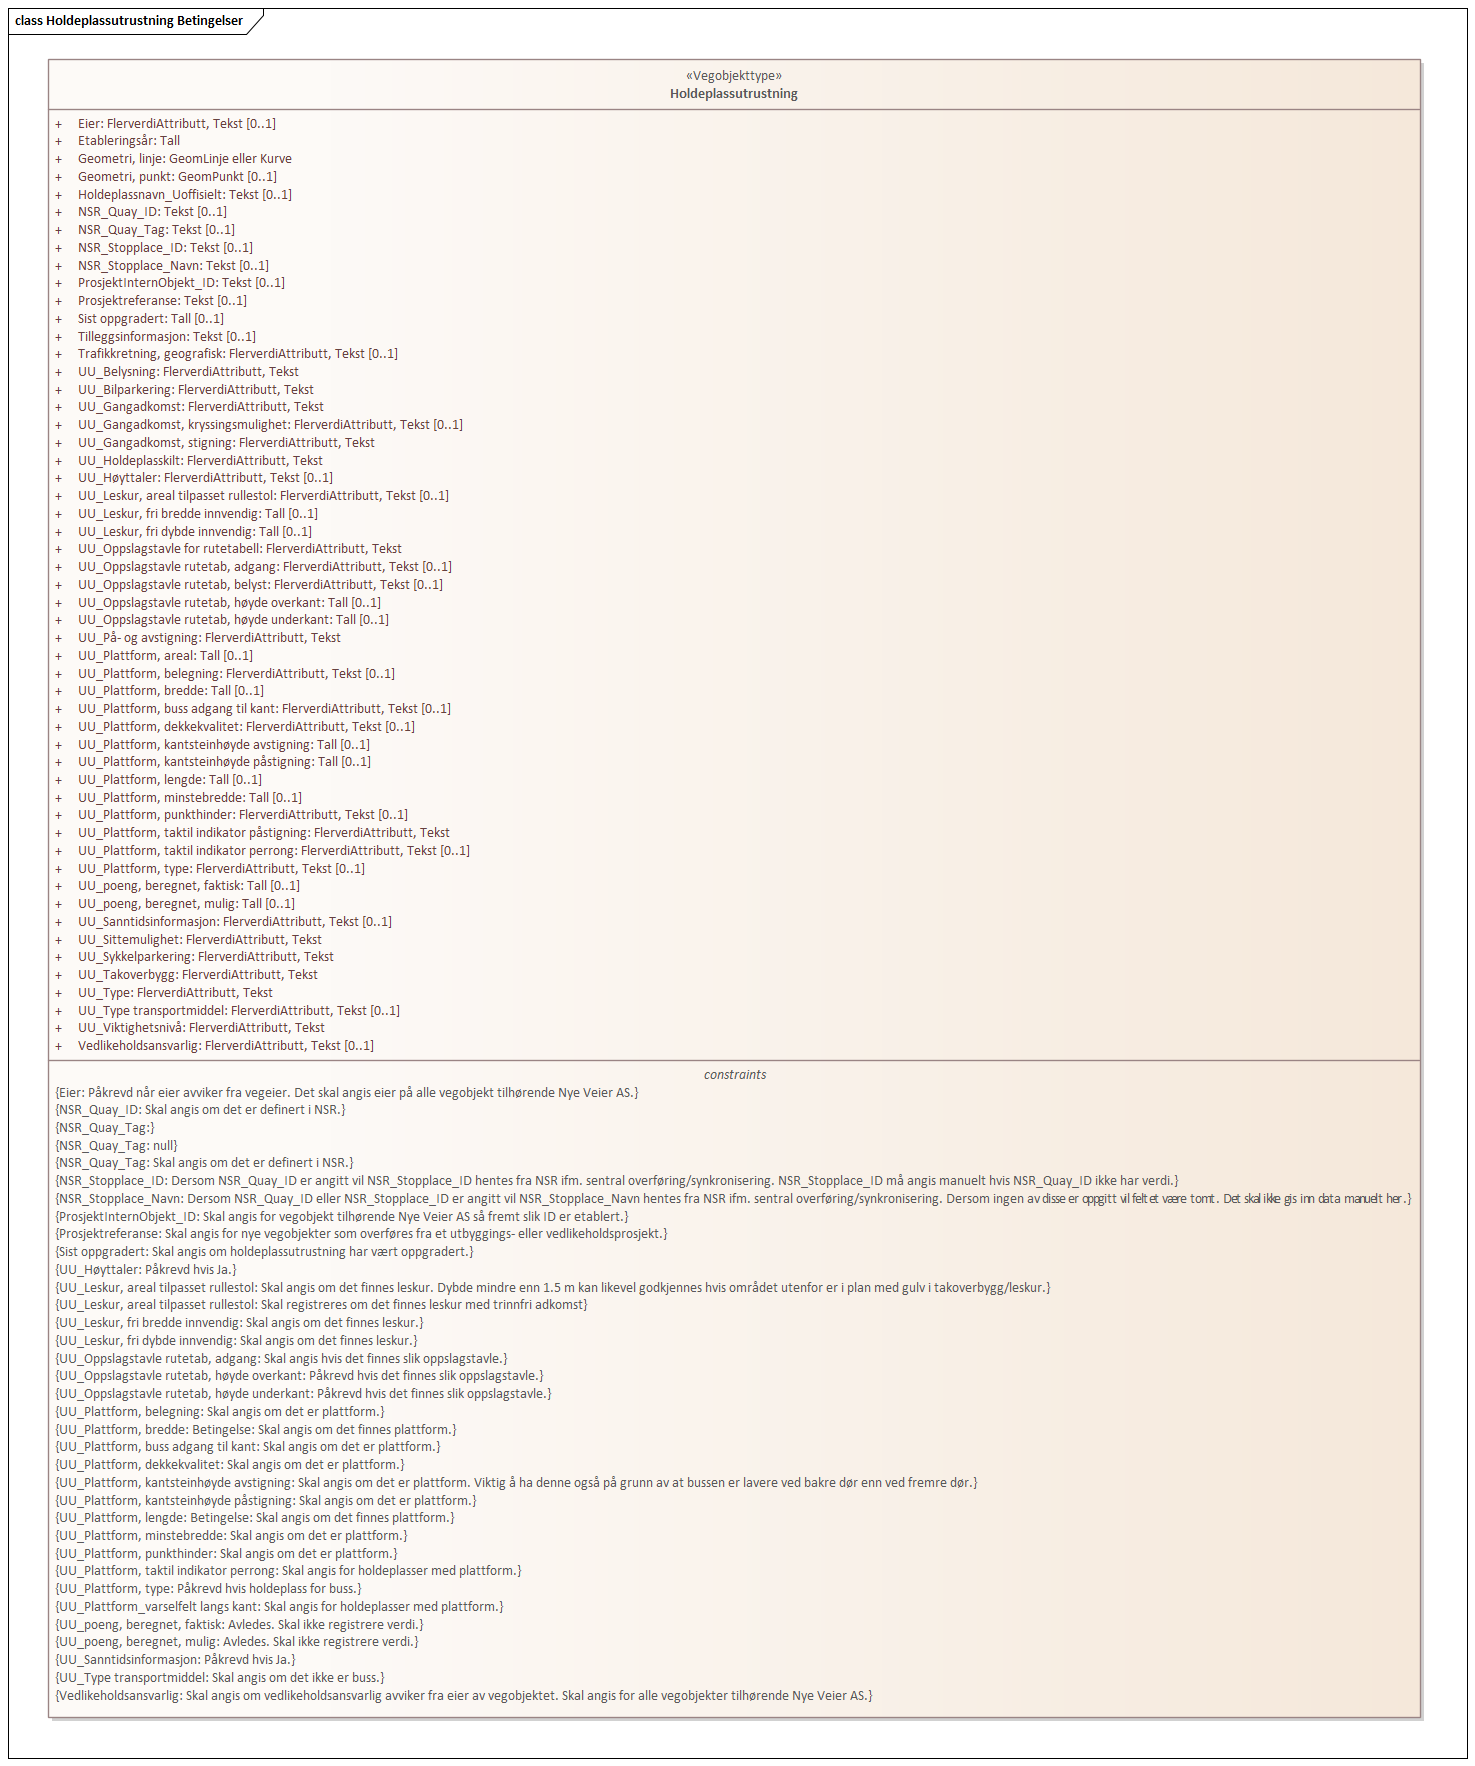 class Holdeplassutrustning Betingelser
«Vegobjekttype»
Holdeplassutrustning
+ Eier: FlerverdiAttributt, Tekst [0..1]
+ Etableringsår: Tall
+ Geometri, linje: GeomLinje eller Kurve
+ Geometri, punkt: GeomPunkt [0..1]
+ Holdeplassnavn_Uoffisielt: Tekst [0..1]
+ NSR_Quay_ID: Tekst [0..1]
+ NSR_Quay_Tag: Tekst [0..1]
+ NSR_Stopplace_ID: Tekst [0..1]
+ NSR_Stopplace_Navn: Tekst [0..1]
+ ProsjektInternObjekt_ID: Tekst [0..1]
+ Prosjektreferanse: Tekst [0..1]
+ Sist oppgradert: Tall [0..1]
+ Tilleggsinformasjon: Tekst [0..1]
+ Trafikkretning, geografisk: FlerverdiAttributt, Tekst [0..1]
+ UU_Belysning: FlerverdiAttributt, Tekst
+ UU_Bilparkering: FlerverdiAttributt, Tekst
+ UU_Gangadkomst: FlerverdiAttributt, Tekst
+ UU_Gangadkomst, kryssingsmulighet: FlerverdiAttributt, Tekst [0..1]
+ UU_Gangadkomst, stigning: FlerverdiAttributt, Tekst
+ UU_Holdeplasskilt: FlerverdiAttributt, Tekst
+ UU_Høyttaler: FlerverdiAttributt, Tekst [0..1]
+ UU_Leskur, areal tilpasset rullestol: FlerverdiAttributt, Tekst [0..1]
+ UU_Leskur, fri bredde innvendig: Tall [0..1]
+ UU_Leskur, fri dybde innvendig: Tall [0..1]
+ UU_Oppslagstavle for rutetabell: FlerverdiAttributt, Tekst
+ UU_Oppslagstavle rutetab, adgang: FlerverdiAttributt, Tekst [0..1]
+ UU_Oppslagstavle rutetab, belyst: FlerverdiAttributt, Tekst [0..1]
+ UU_Oppslagstavle rutetab, høyde overkant: Tall [0..1]
+ UU_Oppslagstavle rutetab, høyde underkant: Tall [0..1]
+ UU_På- og avstigning: FlerverdiAttributt, Tekst
+ UU_Plattform, areal: Tall [0..1]
+ UU_Plattform, belegning: FlerverdiAttributt, Tekst [0..1]
+ UU_Plattform, bredde: Tall [0..1]
+ UU_Plattform, buss adgang til kant: FlerverdiAttributt, Tekst [0..1]
+ UU_Plattform, dekkekvalitet: FlerverdiAttributt, Tekst [0..1]
+ UU_Plattform, kantsteinhøyde avstigning: Tall [0..1]
+ UU_Plattform, kantsteinhøyde påstigning: Tall [0..1]
+ UU_Plattform, lengde: Tall [0..1]
+ UU_Plattform, minstebredde: Tall [0..1]
+ UU_Plattform, punkthinder: FlerverdiAttributt, Tekst [0..1]
+ UU_Plattform, taktil indikator påstigning: FlerverdiAttributt, Tekst
+ UU_Plattform, taktil indikator perrong: FlerverdiAttributt, Tekst [0..1]
+ UU_Plattform, type: FlerverdiAttributt, Tekst [0..1]
+ UU_poeng, beregnet, faktisk: Tall [0..1]
+ UU_poeng, beregnet, mulig: Tall [0..1]
+ UU_Sanntidsinformasjon: FlerverdiAttributt, Tekst [0..1]
+ UU_Sittemulighet: FlerverdiAttributt, Tekst
+ UU_Sykkelparkering: FlerverdiAttributt, Tekst
+ UU_Takoverbygg: FlerverdiAttributt, Tekst
+ UU_Type: FlerverdiAttributt, Tekst
+ UU_Type transportmiddel: FlerverdiAttributt, Tekst [0..1]
+ UU_Viktighetsnivå: FlerverdiAttributt, Tekst
+ Vedlikeholdsansvarlig: FlerverdiAttributt, Tekst [0..1]
constraints
{Eier: Påkrevd når eier avviker fra vegeier. Det skal angis eier på alle vegobjekt tilhørende Nye Veier AS.}
{NSR_Quay_ID: Skal angis om det er definert i NSR.}
{NSR_Quay_Tag:}
{NSR_Quay_Tag: null}
{NSR_Quay_Tag: Skal angis om det er definert i NSR.}
{NSR_Stopplace_ID: Dersom NSR_Quay_ID er angitt vil NSR_Stopplace_ID hentes fra NSR ifm. sentral overføring/synkronisering. NSR_Stopplace_ID må angis manuelt hvis NSR_Quay_ID ikke har verdi.}
{NSR_Stopplace_Navn: Dersom NSR_Quay_ID eller NSR_Stopplace_ID er angitt vil NSR_Stopplace_Navn hentes fra NSR ifm. sentral overføring/synkronisering. Dersom ingen av disse er oppgitt vil feltet være tomt. Det skal ikke gis inn data manuelt her.}
{ProsjektInternObjekt_ID: Skal angis for vegobjekt tilhørende Nye Veier AS så fremt slik ID er etablert.}
{Prosjektreferanse: Skal angis for nye vegobjekter som overføres fra et utbyggings- eller vedlikeholdsprosjekt.}
{Sist oppgradert: Skal angis om holdeplassutrustning har vært oppgradert.}
{UU_Høyttaler: Påkrevd hvis Ja.}
{UU_Leskur, areal tilpasset rullestol: Skal angis om det finnes leskur. Dybde mindre enn 1.5 m kan likevel godkjennes hvis området utenfor er i plan med gulv i takoverbygg/leskur.}
{UU_Leskur, areal tilpasset rullestol: Skal registreres om det finnes leskur med trinnfri adkomst}
{UU_Leskur, fri bredde innvendig: Skal angis om det finnes leskur.}
{UU_Leskur, fri dybde innvendig: Skal angis om det finnes leskur.}
{UU_Oppslagstavle rutetab, adgang: Skal angis hvis det finnes slik oppslagstavle.}
{UU_Oppslagstavle rutetab, høyde overkant: Påkrevd hvis det finnes slik oppslagstavle.}
{UU_Oppslagstavle rutetab, høyde underkant: Påkrevd hvis det finnes slik oppslagstavle.}
{UU_Plattform, belegning: Skal angis om det er plattform.}
{UU_Plattform, bredde: Betingelse: Skal angis om det finnes plattform.}
{UU_Plattform, buss adgang til kant: Skal angis om det er plattform.}
{UU_Plattform, dekkekvalitet: Skal angis om det er plattform.}
{UU_Plattform, kantsteinhøyde avstigning: Skal angis om det er plattform. Viktig å ha denne også på grunn av at bussen er lavere ved bakre dør enn ved fremre dør.}
{UU_Plattform, kantsteinhøyde påstigning: Skal angis om det er plattform.}
{UU_Plattform, lengde: Betingelse: Skal angis om det finnes plattform.}
{UU_Plattform, minstebredde: Skal angis om det er plattform.}
{UU_Plattform, punkthinder: Skal angis om det er plattform.}
{UU_Plattform, taktil indikator perrong: Skal angis for holdeplasser med plattform.}
{UU_Plattform, type: Påkrevd hvis holdeplass for buss.}
{UU_Plattform_varselfelt langs kant: Skal angis for holdeplasser med plattform.}
{UU_poeng, beregnet, faktisk: Avledes. Skal ikke registrere verdi.}
{UU_poeng, beregnet, mulig: Avledes. Skal ikke registrere verdi.}
{UU_Sanntidsinformasjon: Påkrevd hvis Ja.}
{UU_Type transportmiddel: Skal angis om det ikke er buss.}
{Vedlikeholdsansvarlig: Skal angis om vedlikeholdsansvarlig avviker fra eier av vegobjektet. Skal angis for alle vegobjekter tilhørende Nye Veier AS.}